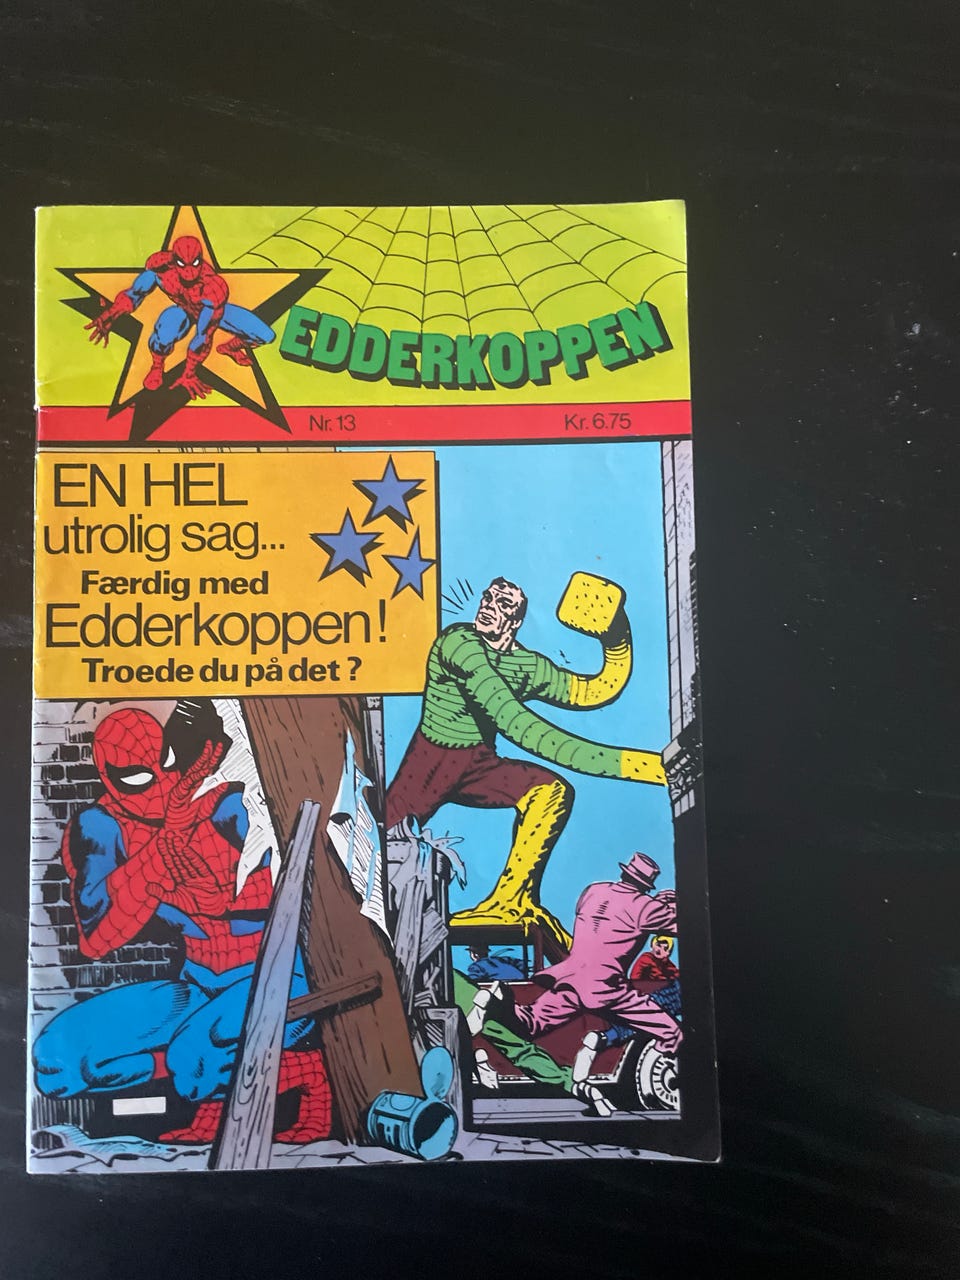 EDDERKOPPEN
Nr. 13
Kr. 6.75
EN HEL
utrolig sag...
Færdig med
Edderkoppen!
Troede du på det ?